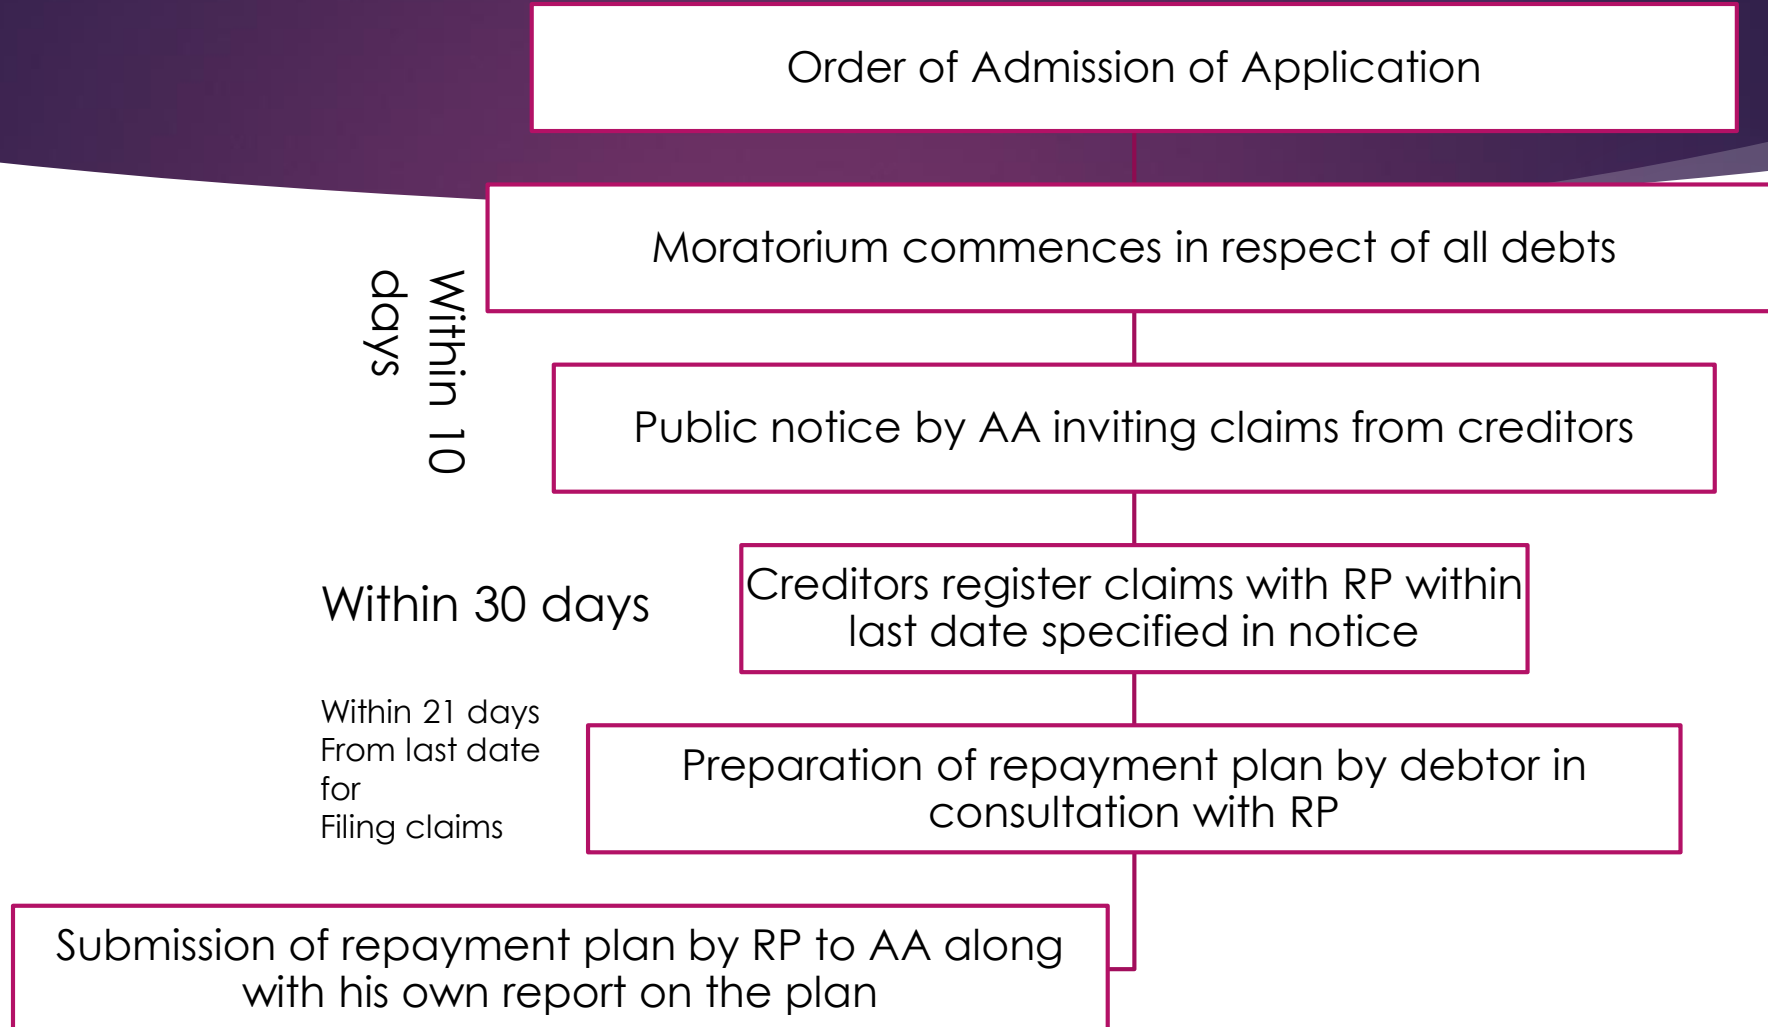 Order of Admission of Application
Moratorium commences in respect of all debts
Within 10
days
Public notice by AA inviting claims from creditors
Within 30 days
Creditors register claims with RP within
last date specified in notice
Within 21 days
From last date
for
Filing claims
Preparation of repayment plan by debtor in
consultation with RP
Submission of repayment plan by RP to AA along
with his own report on the plan